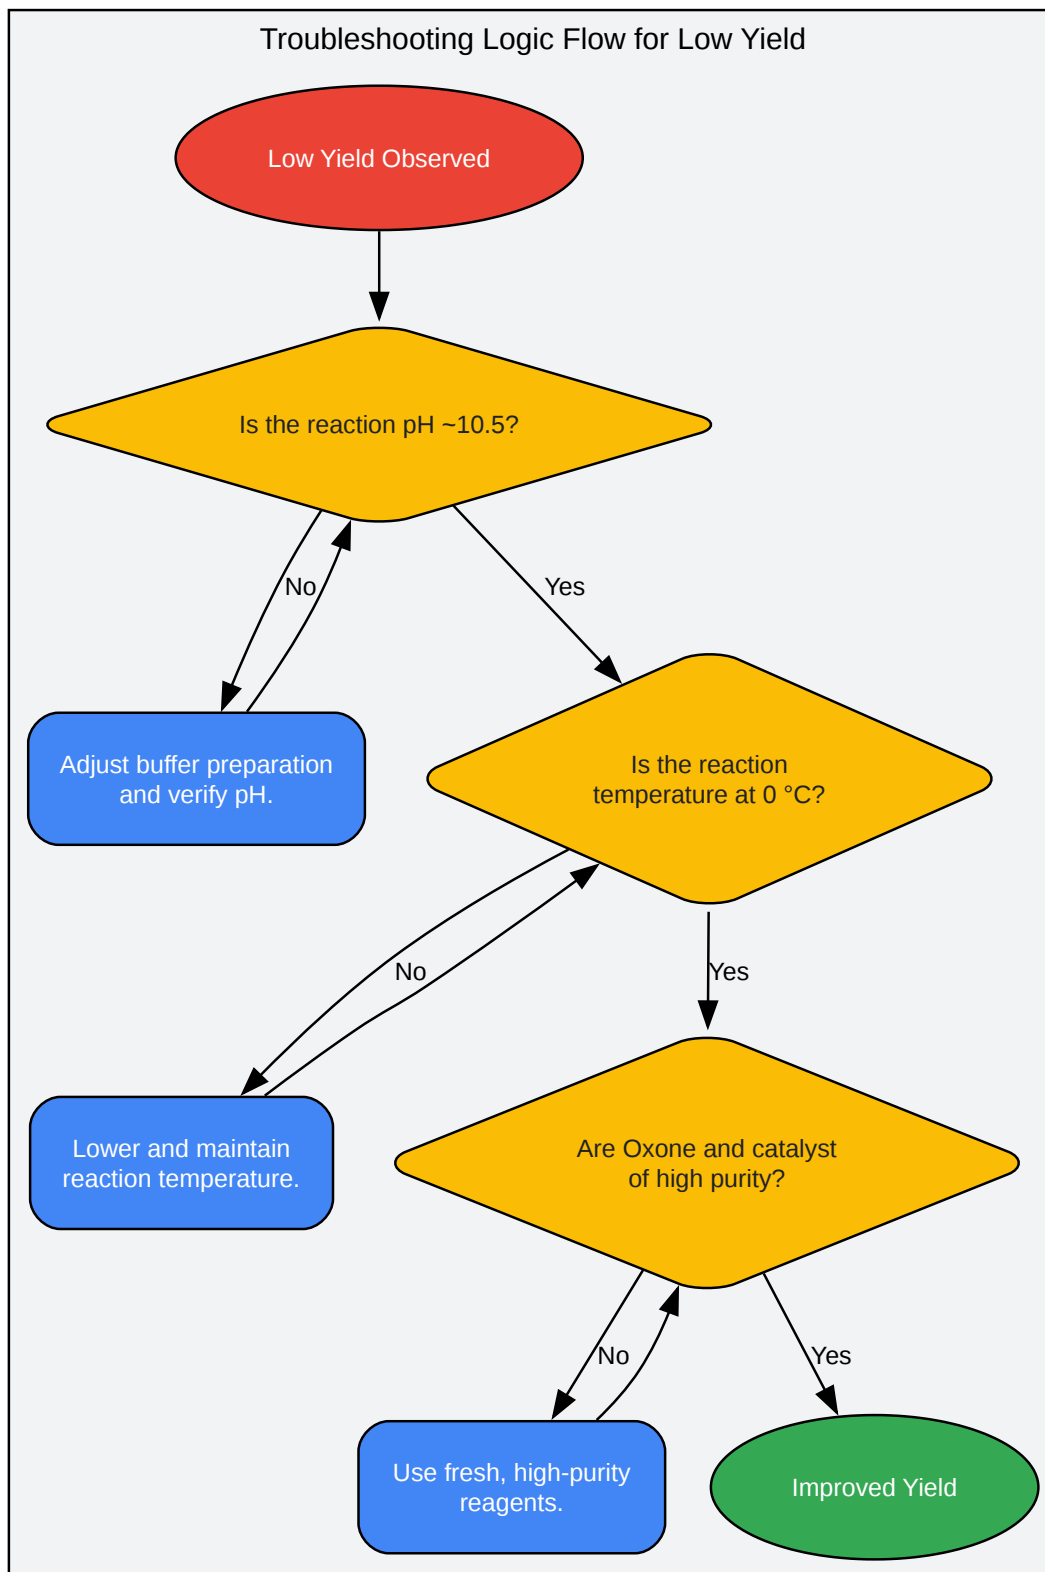 Troubleshooting Logic Flow for Low Yield
Low Yield Observed
Is the reaction pH ~10.5?
No
Yes
Adjust buffer preparation
and verify pH.
Is the reaction
temperature at 0 °C?
No
Yes
Lower and maintain
reaction temperature.
Are Oxone and catalyst
of high purity?
No
Yes
Use fresh, high-purity
reagents.
Improved Yield